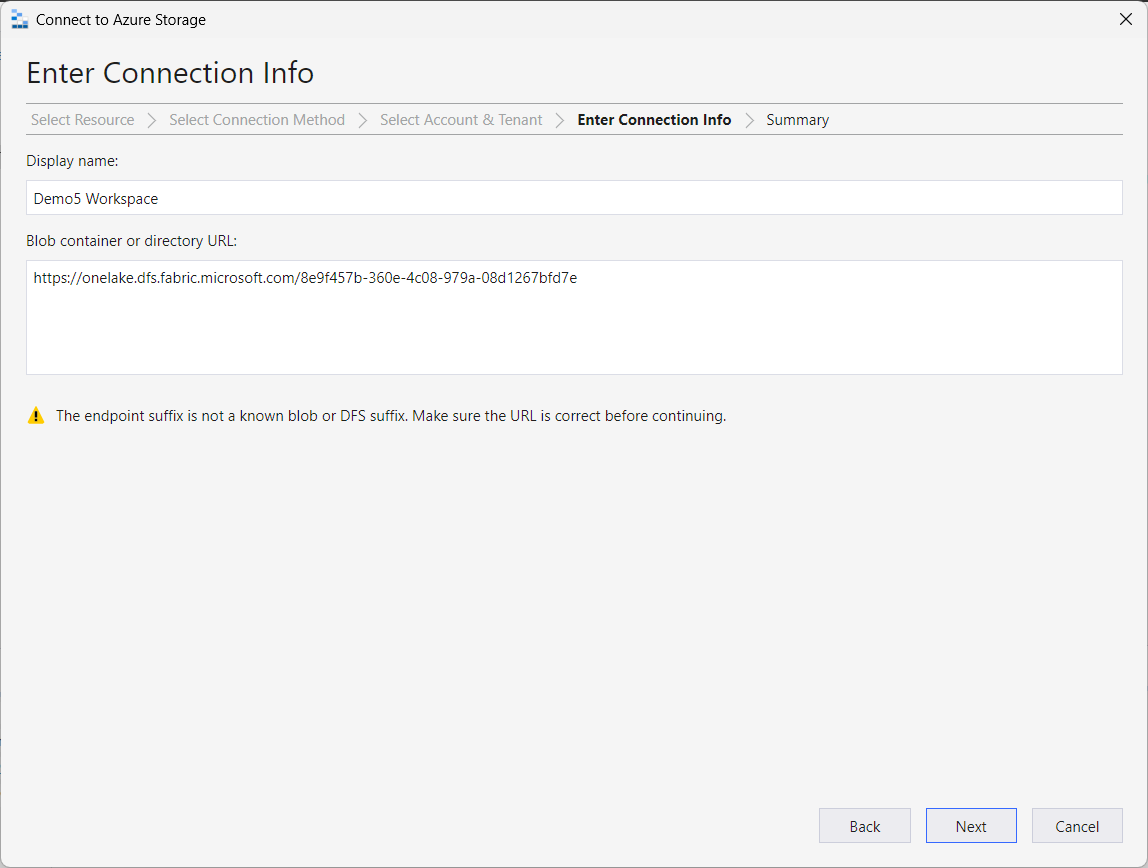 Connect to Azure Storage
Enter Connection Info
Select Resource
Select Connection Method
Select Account & Tenant
Enter Connection Info
Summary
Display name:
Demo5 Workspace
Blob container or directory URL:
https://onelake.dfs.fabric.microsoft.com/8e9f457b-360e-4c08-979a-08d1267bfd7e
The endpoint suffix is not a known blob or DFS suffix. Make sure the URL is correct before continuing.
Back
Next
Cancel